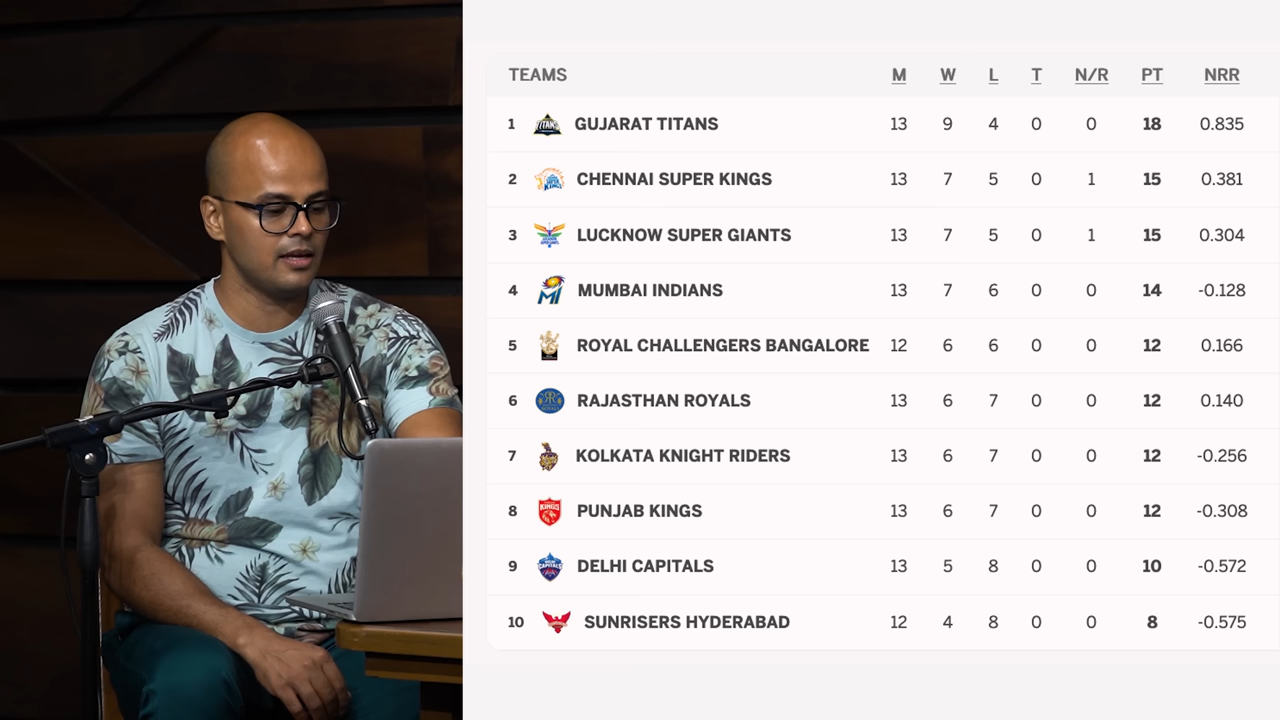 TEAMS M W L T N/R PT NRR
1 GUJARAT TITANS 13 9 4 0 0 18 0.835
2 CHENNAI SUPER KINGS 13 7 5 0 1 15 0.381
3 LUCKNOW SUPER GIANTS 13 7 5 0 1 15 0.304
4 MUMBAI INDIANS 13 7 6 0 0 14 -0.128
5 ROYAL CHALLENGERS BANGALORE 12 6 6 0 0 12 0.166
6 RAJASTHAN ROYALS 13 6 7 0 0 12 0.140
7 KOLKATA KNIGHT RIDERS 13 6 7 0 0 12 -0.256
8 PUNJAB KINGS 13 6 7 0 0 12 -0.308
9 DELHI CAPITALS 13 5 8 0 0 10 -0.572
10 SUNRISERS HYDERABAD 12 4 8 0 0 8 -0.575